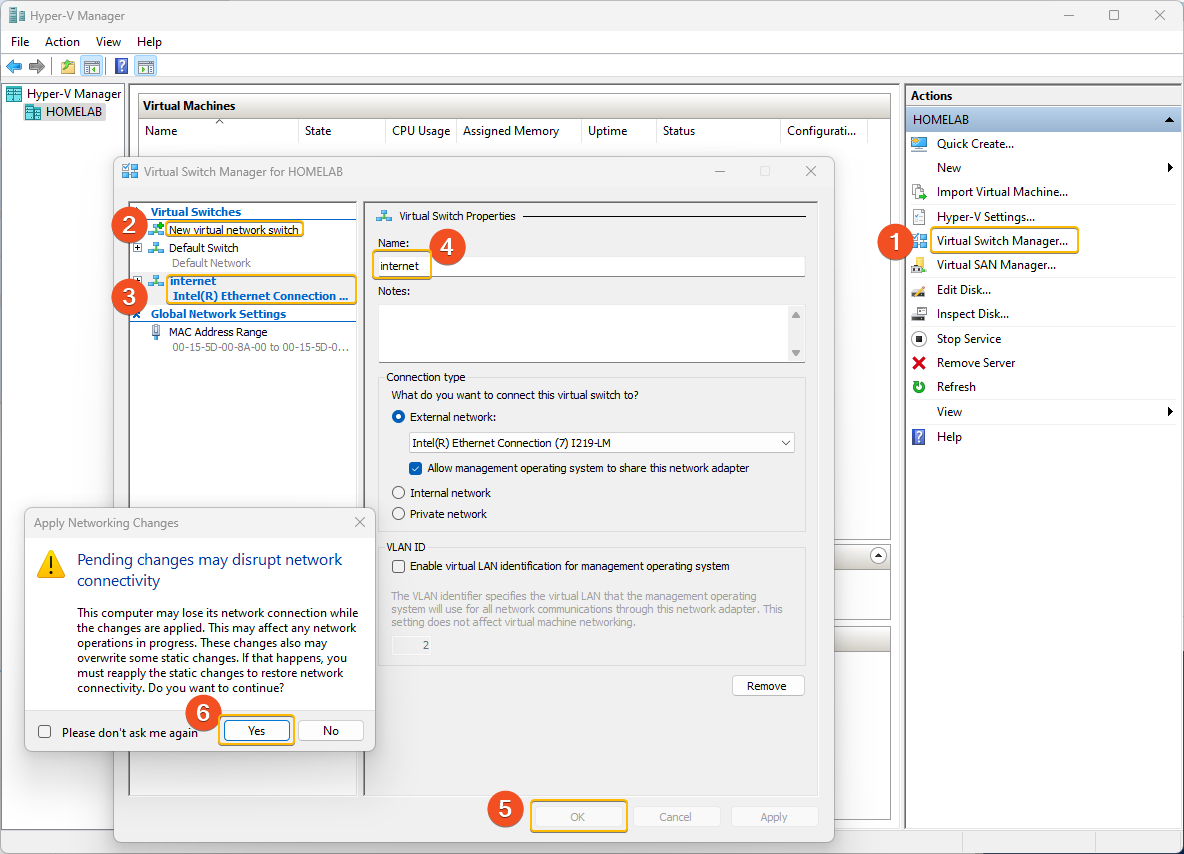 Hyper-V Manager
File Action View Help
Hyper-V Manager
HOMELAB
Virtual Machines
Name State CPU Usage Assigned Memory Uptime Status Configurati...
Virtual Switch Manager for HOMELAB
Virtual Switches
2
New virtual network switch
Default Switch
Default Network
3
internet
Intel(R) Ethernet Connection ...
Global Network Settings
MAC Address Range
00-15-5D-00-8A-00 to 00-15-5D-0...
Virtual Switch Properties
Name:
4
internet
Notes:
Connection type
What do you want to connect this virtual switch to?
External network:
Intel(R) Ethernet Connection (7) I219-LM
Allow management operating system to share this network adapter
Internal network
Private network
VLAN ID
Enable virtual LAN identification for management operating system
The VLAN identifier specifies the virtual LAN that the management operating
system will use for all network communications through this network adapter. This
setting does not affect virtual machine networking.
2
Remove
5
OK Cancel Apply
Apply Networking Changes
Pending changes may disrupt network
connectivity
This computer may lose its network connection while
the changes are applied. This may affect any network
operations in progress. These changes also may
overwrite some static changes. If that happens, you
must reapply the static changes to restore network
connectivity. Do you want to continue?
6
Please don't ask me again
Yes No
Actions
HOMELAB
Quick Create...
New
Import Virtual Machine...
Hyper-V Settings...
1
Virtual Switch Manager...
Virtual SAN Manager...
Edit Disk...
Inspect Disk...
Stop Service
Remove Server
Refresh
View
Help